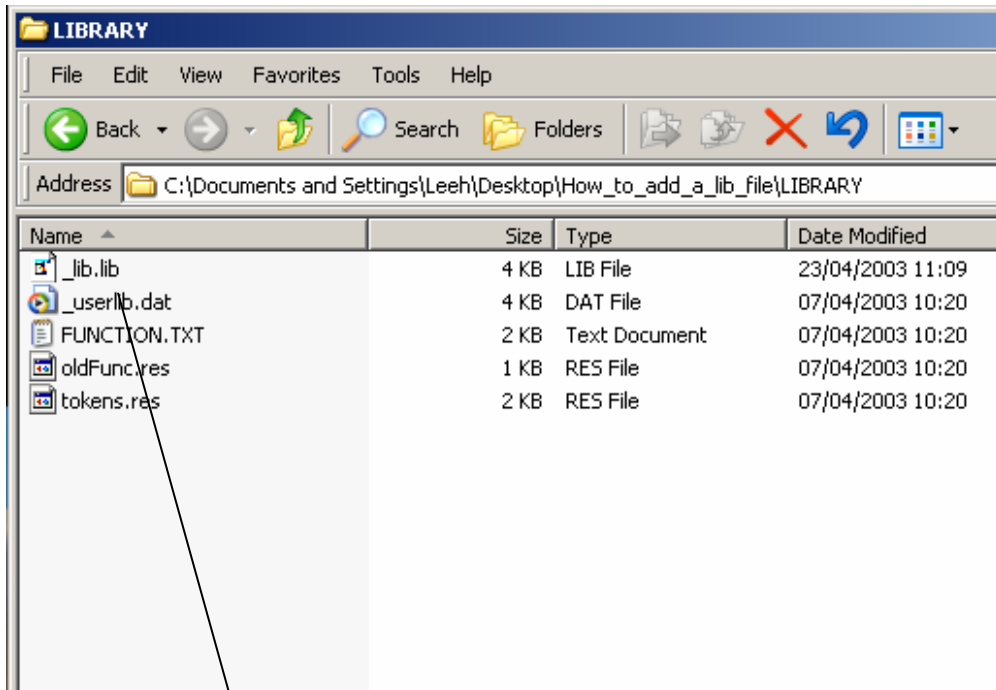 LIBRARY
File Edit View Favorites Tools Help
Back Search Folders
Address C:\Documents and Settings\Leeh\Desktop\How_to_add_a_lib_file\LIBRARY
Name Size Type Date Modified
_lib.lib 4 KB LIB File 23/04/2003 11:09
_userlib.dat 4 KB DAT File 07/04/2003 10:20
FUNCTION.TXT 2 KB Text Document 07/04/2003 10:20
oldFunc.res 1 KB RES File 07/04/2003 10:20
tokens.res 2 KB RES File 07/04/2003 10:20